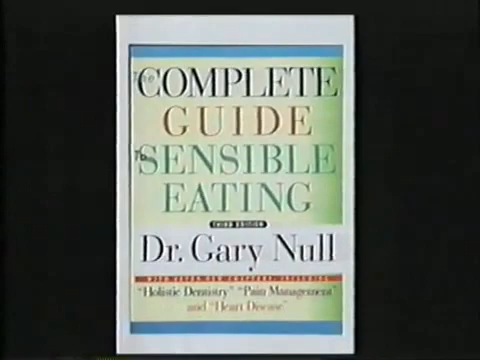 The
COMPLETE
GUIDE
To
SENSIBLE
EATING
THIRD EDITION
Dr. Gary Null
WITH SEVEN NEW CHAPTERS, INCLUDING
"Holistic Dentistry" "Pain Management"
and "Heart Disease"